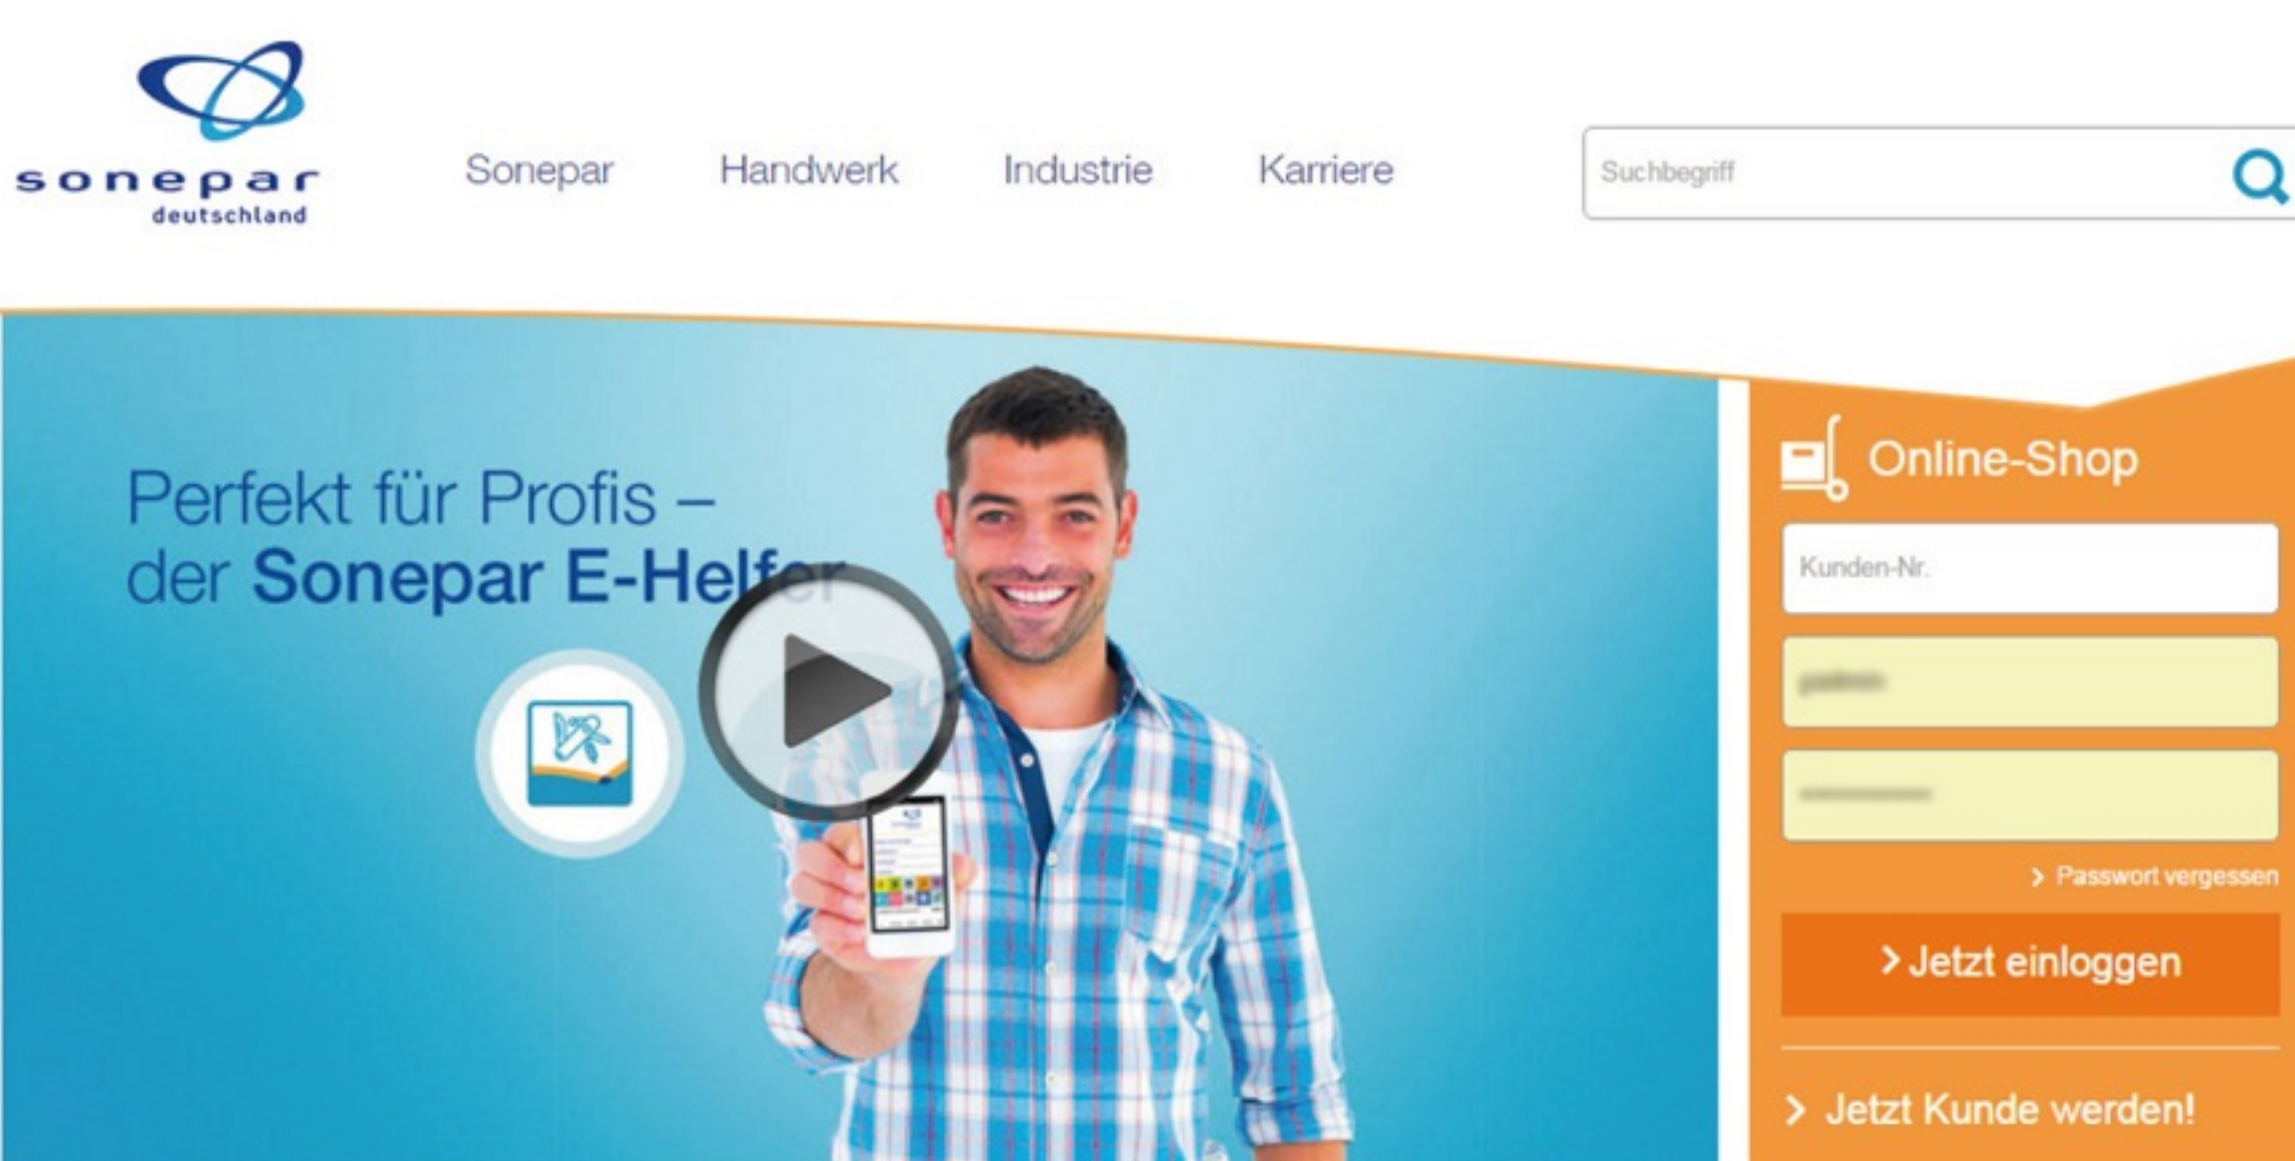 sonepar
deutschland
Sonepar
Handwerk
Industrie
Karriere
Suchbegriff
Perfekt für Profis –
der Sonepar E-Helfer
Online-Shop
Kunden-Nr.
> Passwort vergessen
> Jetzt einloggen
> Jetzt Kunde werden!